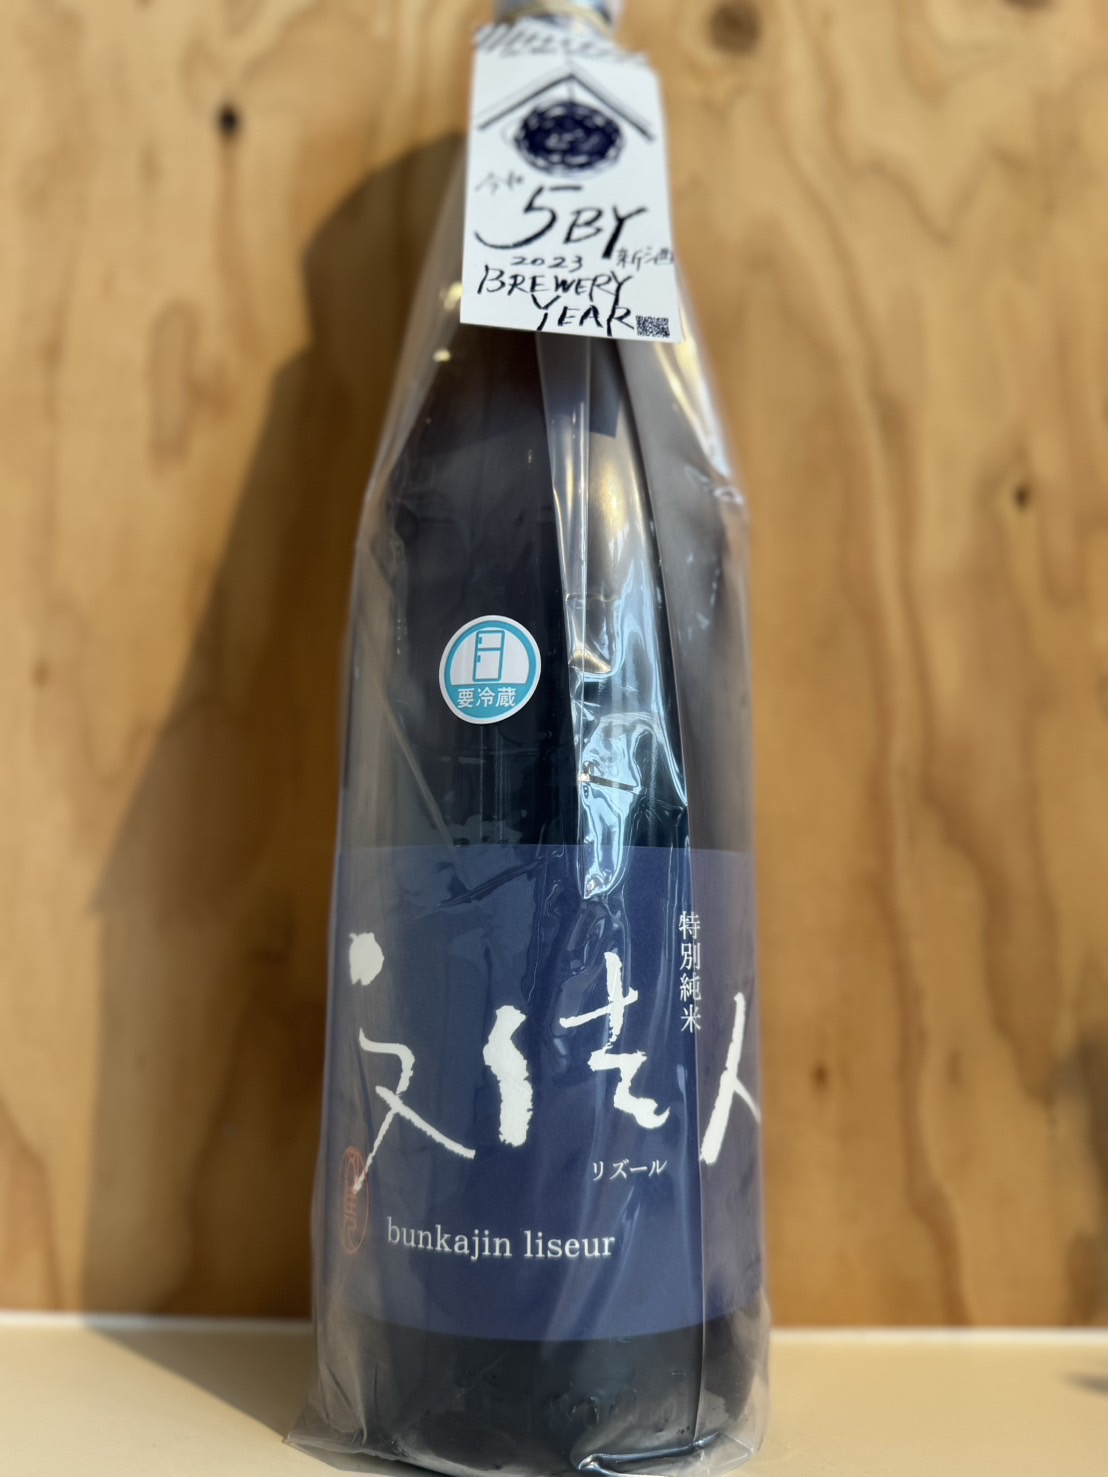 令和
5BY
2023 新酒
BREWERY
YEAR
要冷蔵
特別純米
文佳人
リズール
bunkajin liseur